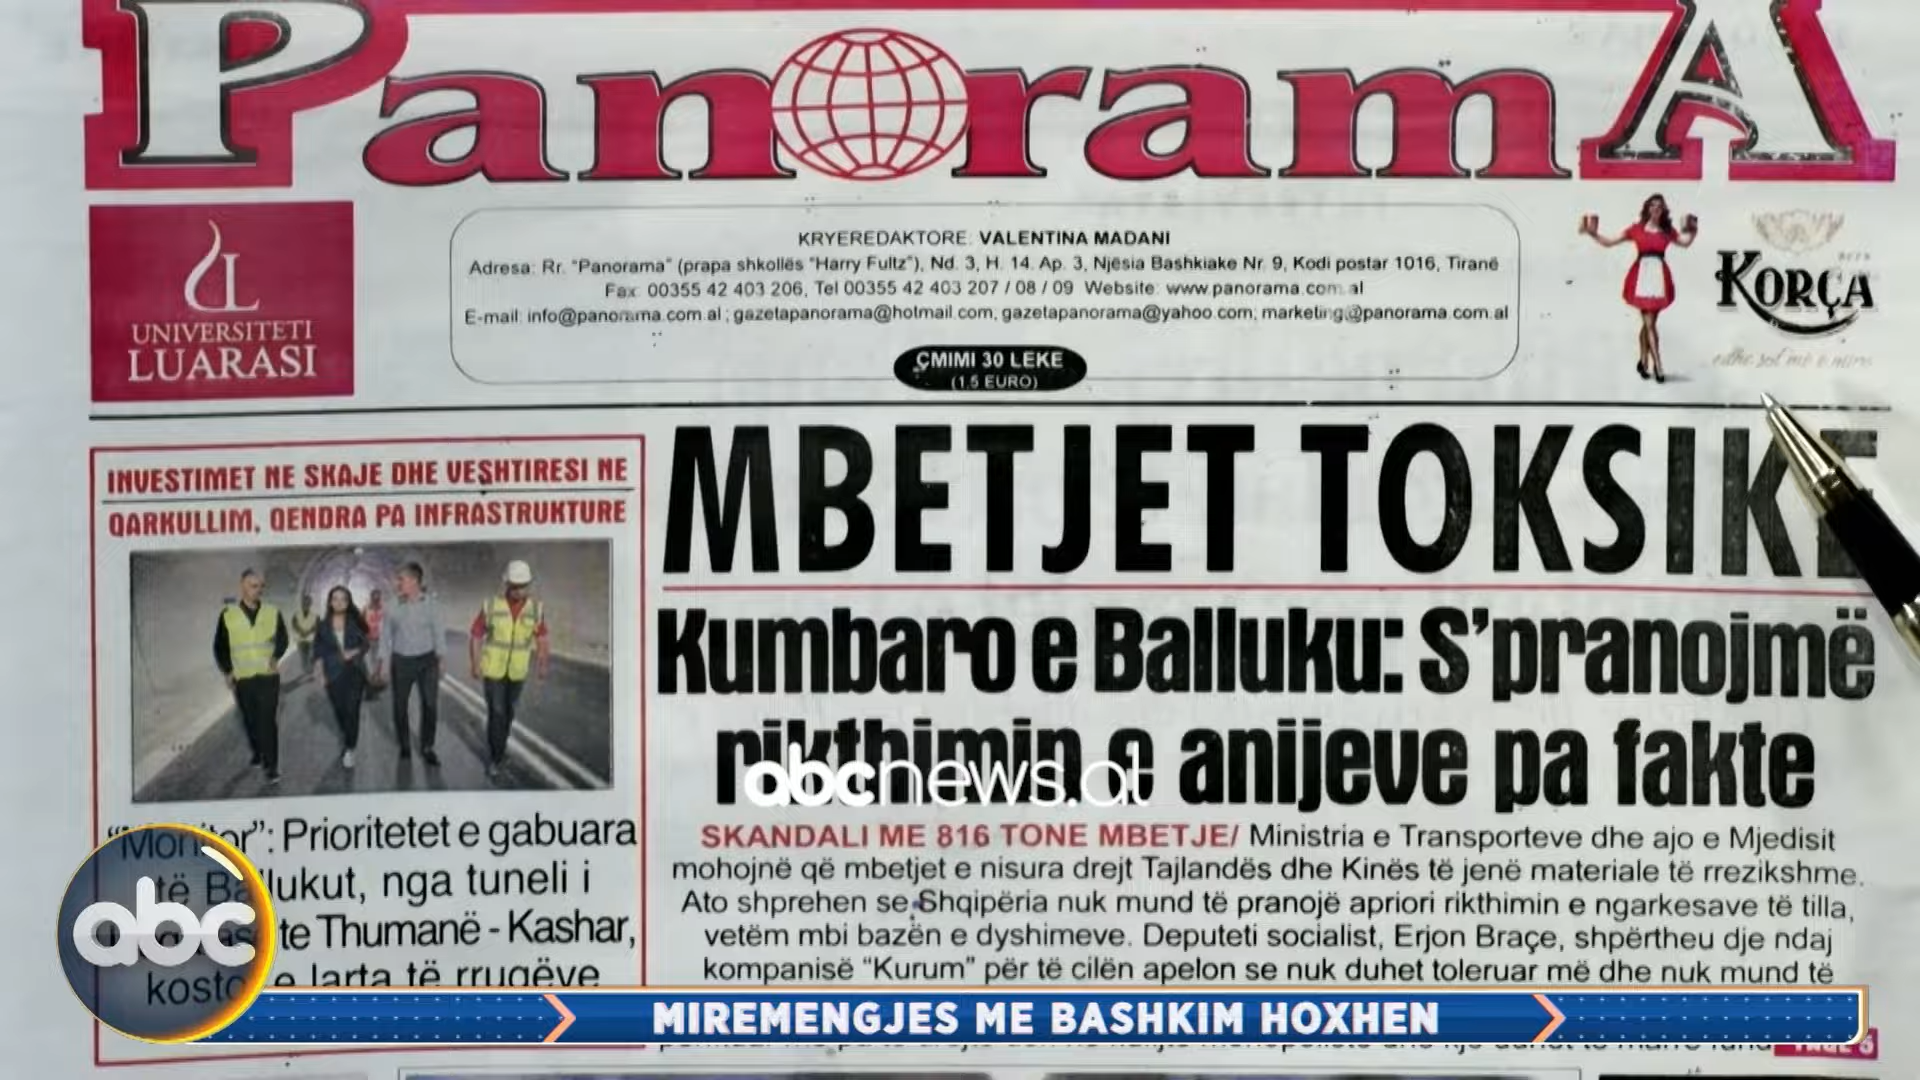 PanoramA
UNIVERSITETI
LUARASI
KRYEREDAKTORE: VALENTINA MADANI
Adresa: Rr. "Panorama" (prapa shkollës "Harry Fultz"), Nd. 3, H. 14. Ap. 3, Njësia Bashkiake Nr. 9, Kodi postar 1016, Tiranë
Fax: 00355 42 403 206, Tel 00355 42 403 207 / 08 / 09 Website: www.panorama.com.al
E-mail: info@panorama.com.al ; gazetapanorama@hotmail.com, gazetapanorama@yahoo.com; marketing@panorama.com.al
ÇMIMI 30 LEKE
(1.5 EURO)
KORÇA
INVESTIMET NE SKAJE DHE VESHTIRESI NE
QARKULLIM, QENDRA PA INFRASTRUKTURE
"Monitor": Prioritetet e gabuara
të Ballukut, nga tuneli i
te Thumanë - Kashar,
e larta të rrugëve
MBETJET TOKSIKE
Kumbaro e Balluku: S'pranojmë
rikthimin e anijeve pa fakte
abcnews.al
SKANDALI ME 816 TONE MBETJE/ Ministria e Transporteve dhe ajo e Mjedisit
mohojnë që mbetjet e nisura drejt Tajlandës dhe Kinës të jenë materiale të rrezikshme.
Ato shprehen se Shqipëria nuk mund të pranojë apriori rikthimin e ngarkesave të tilla,
vetëm mbi bazën e dyshimeve. Deputeti socialist, Erjon Braçe, shpërtheu dje ndaj
kompanisë "Kurum" për të cilën apelon se nuk duhet toleruar më dhe nuk mund të
abc
MIREMENGJES ME BASHKIM HOXHEN